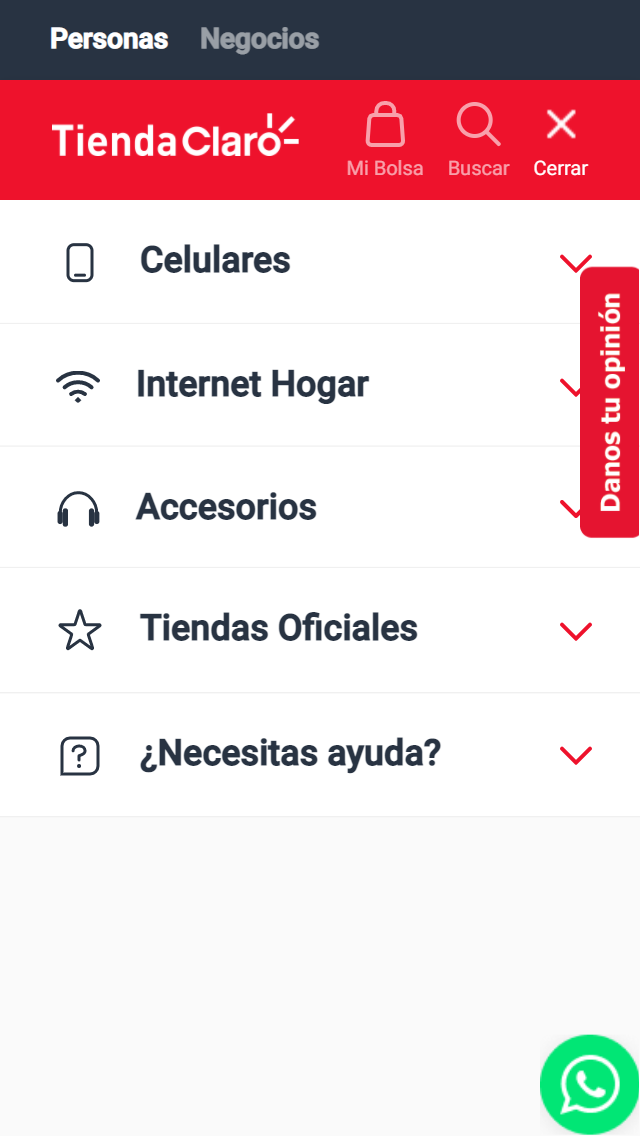 Personas Negocios
Tienda Claro
Mi Bolsa Buscar Cerrar
Celulares
Danos tu opinión
Internet Hogar
Accesorios
Tiendas Oficiales
¿Necesitas ayuda?